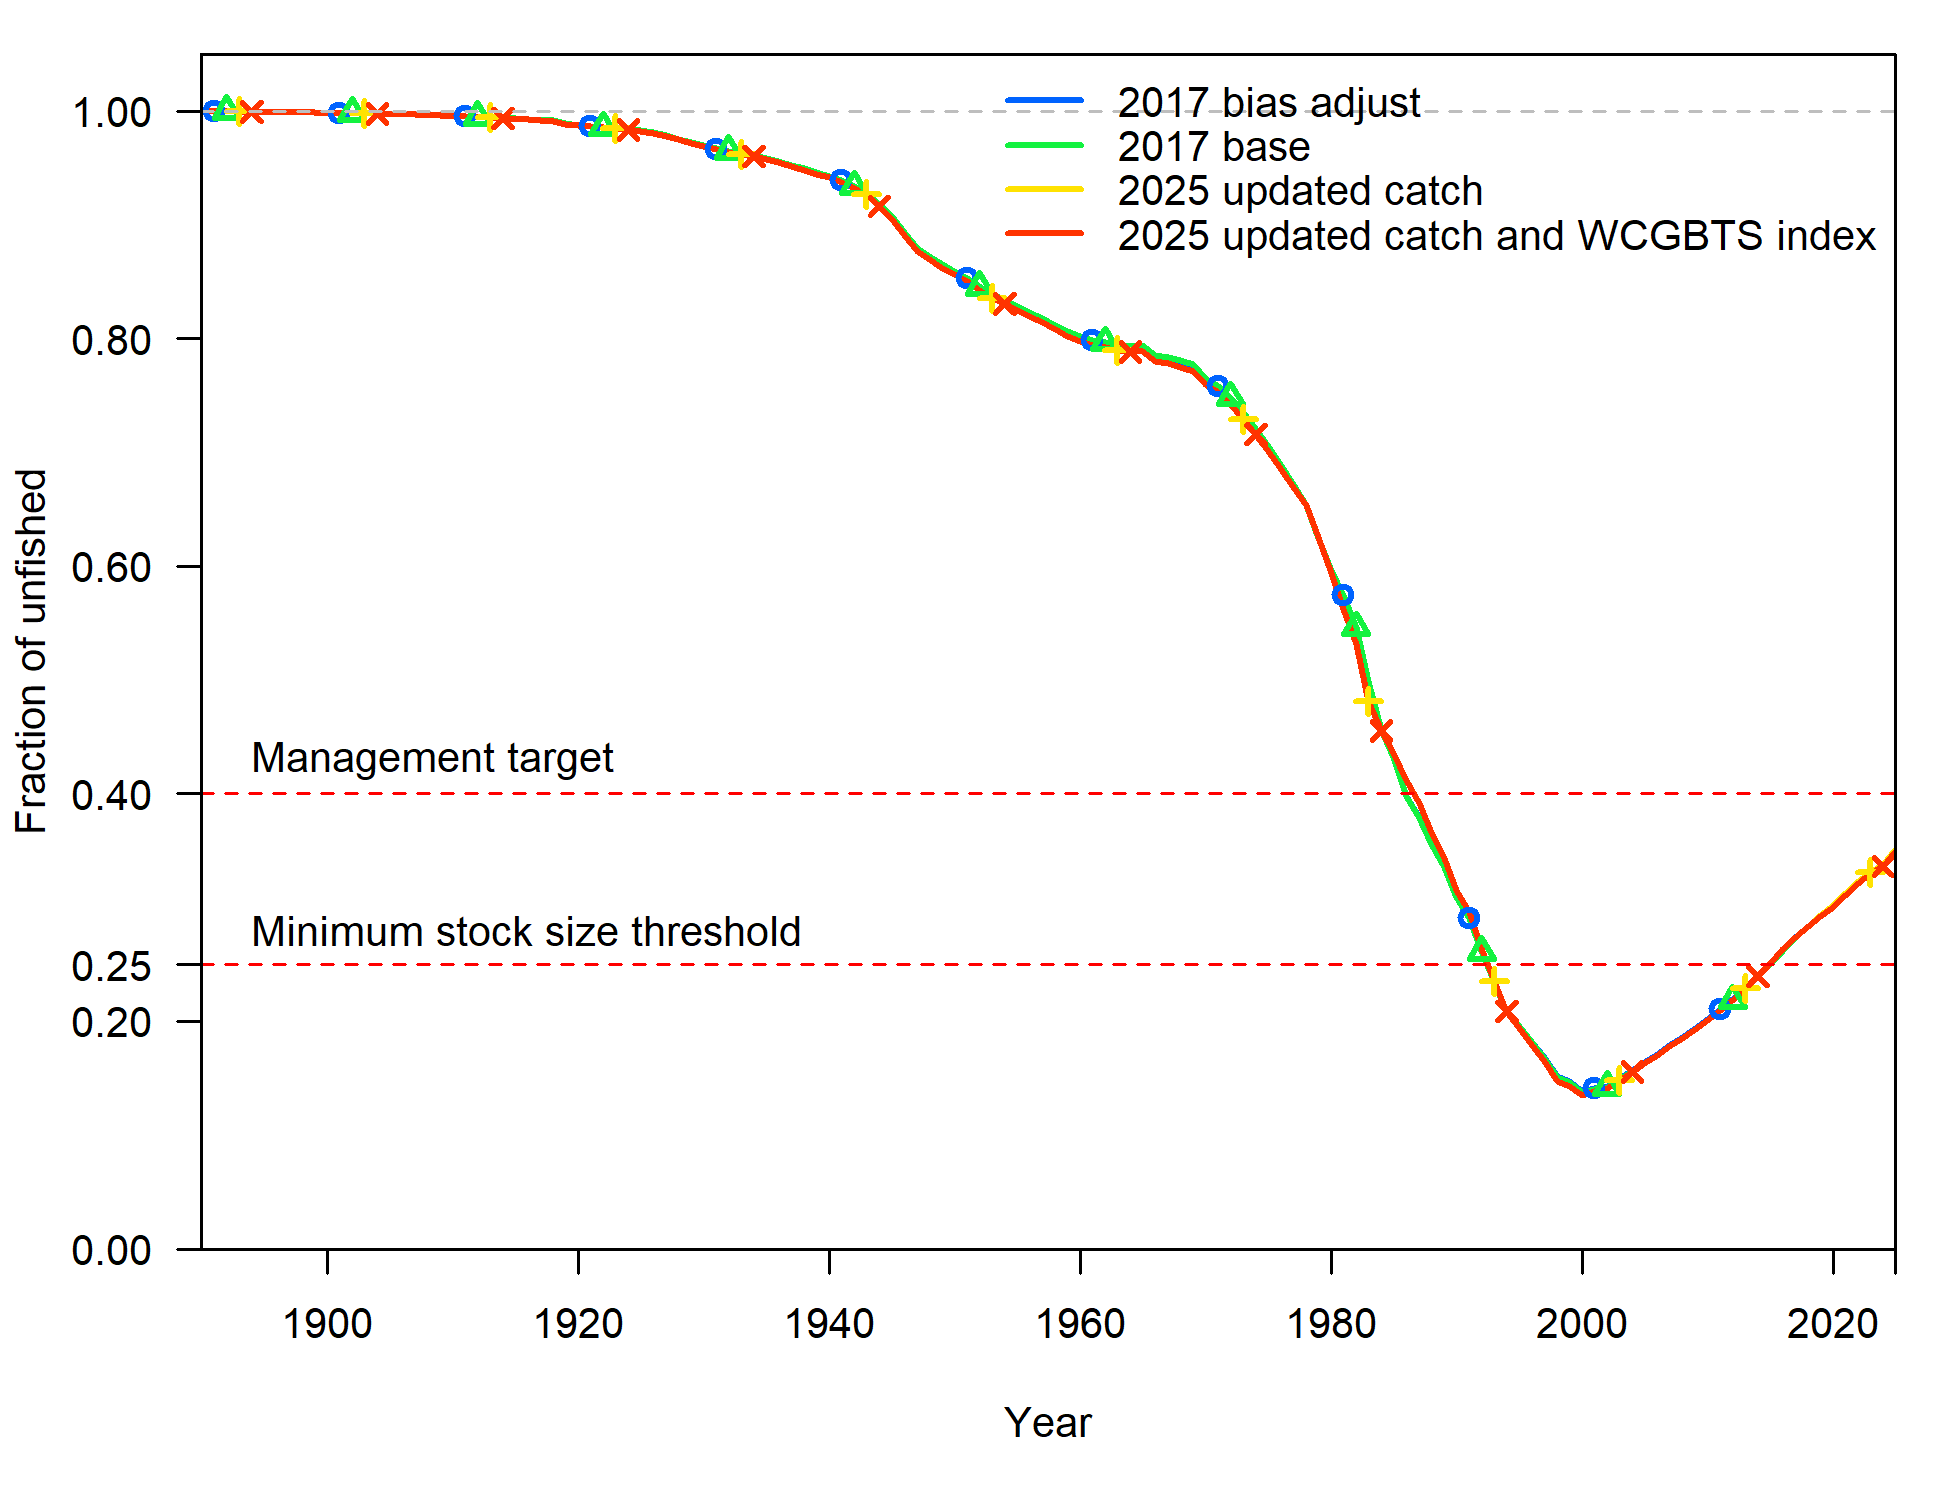 2017 bias adjust
2017 base
2025 updated catch
2025 updated catch and WCGBTS index
Fraction of unfished
1.00
0.80
0.60
0.40
0.25
0.20
0.00
Management target
Minimum stock size threshold
1900
1920
1940
1960
1980
2000
2020
Year